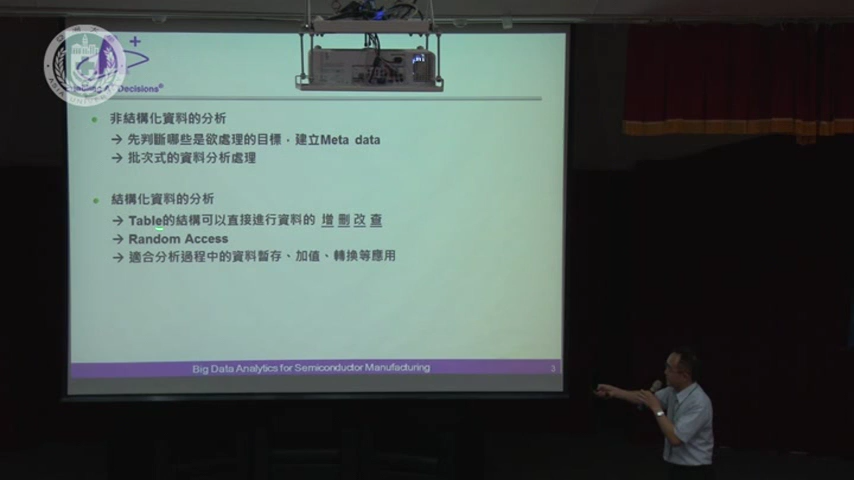 Decisions®
非結構化資料的分析
→ 先判斷哪些是欲處理的目標，建立Meta data
→ 批次式的資料分析處理
結構化資料的分析
→ Table的結構可以直接進行資料的 增 刪 改 查
→ Random Access
→ 適合分析過程中的資料暫存、加值、轉換等應用
Big Data Analytics for Semiconductor Manufacturing 3